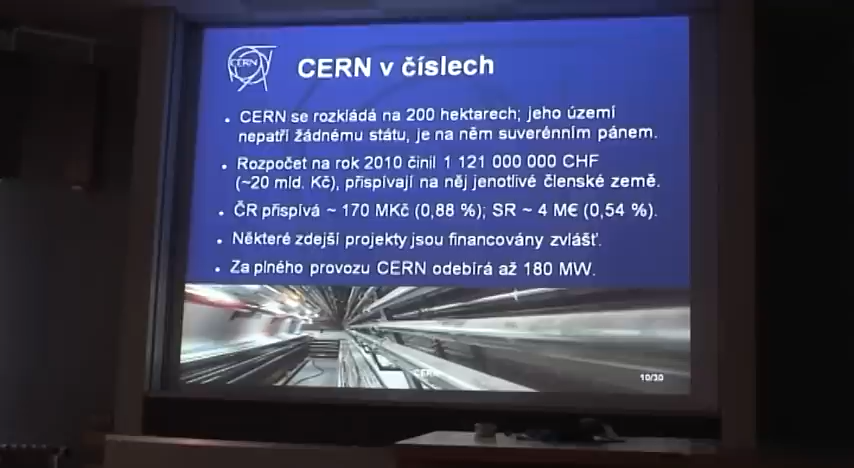 CERN
CERN v číslech
• CERN se rozkládá na 200 hektarech; jeho území
nepatří žádnému státu, je na něm suverénním pánem.
• Rozpočet na rok 2010 činil 1 121 000 000 CHF
(~20 mld. Kč), přispívají na něj jenotlivé členské země.
• ČR přispívá ~ 170 MKč (0,88 %); SR ~ 4 M€ (0,54 %).
• Některé zdejší projekty jsou financovány zvlášť.
• Za plného provozu CERN odebírá až 180 MW.
CERN
10/30